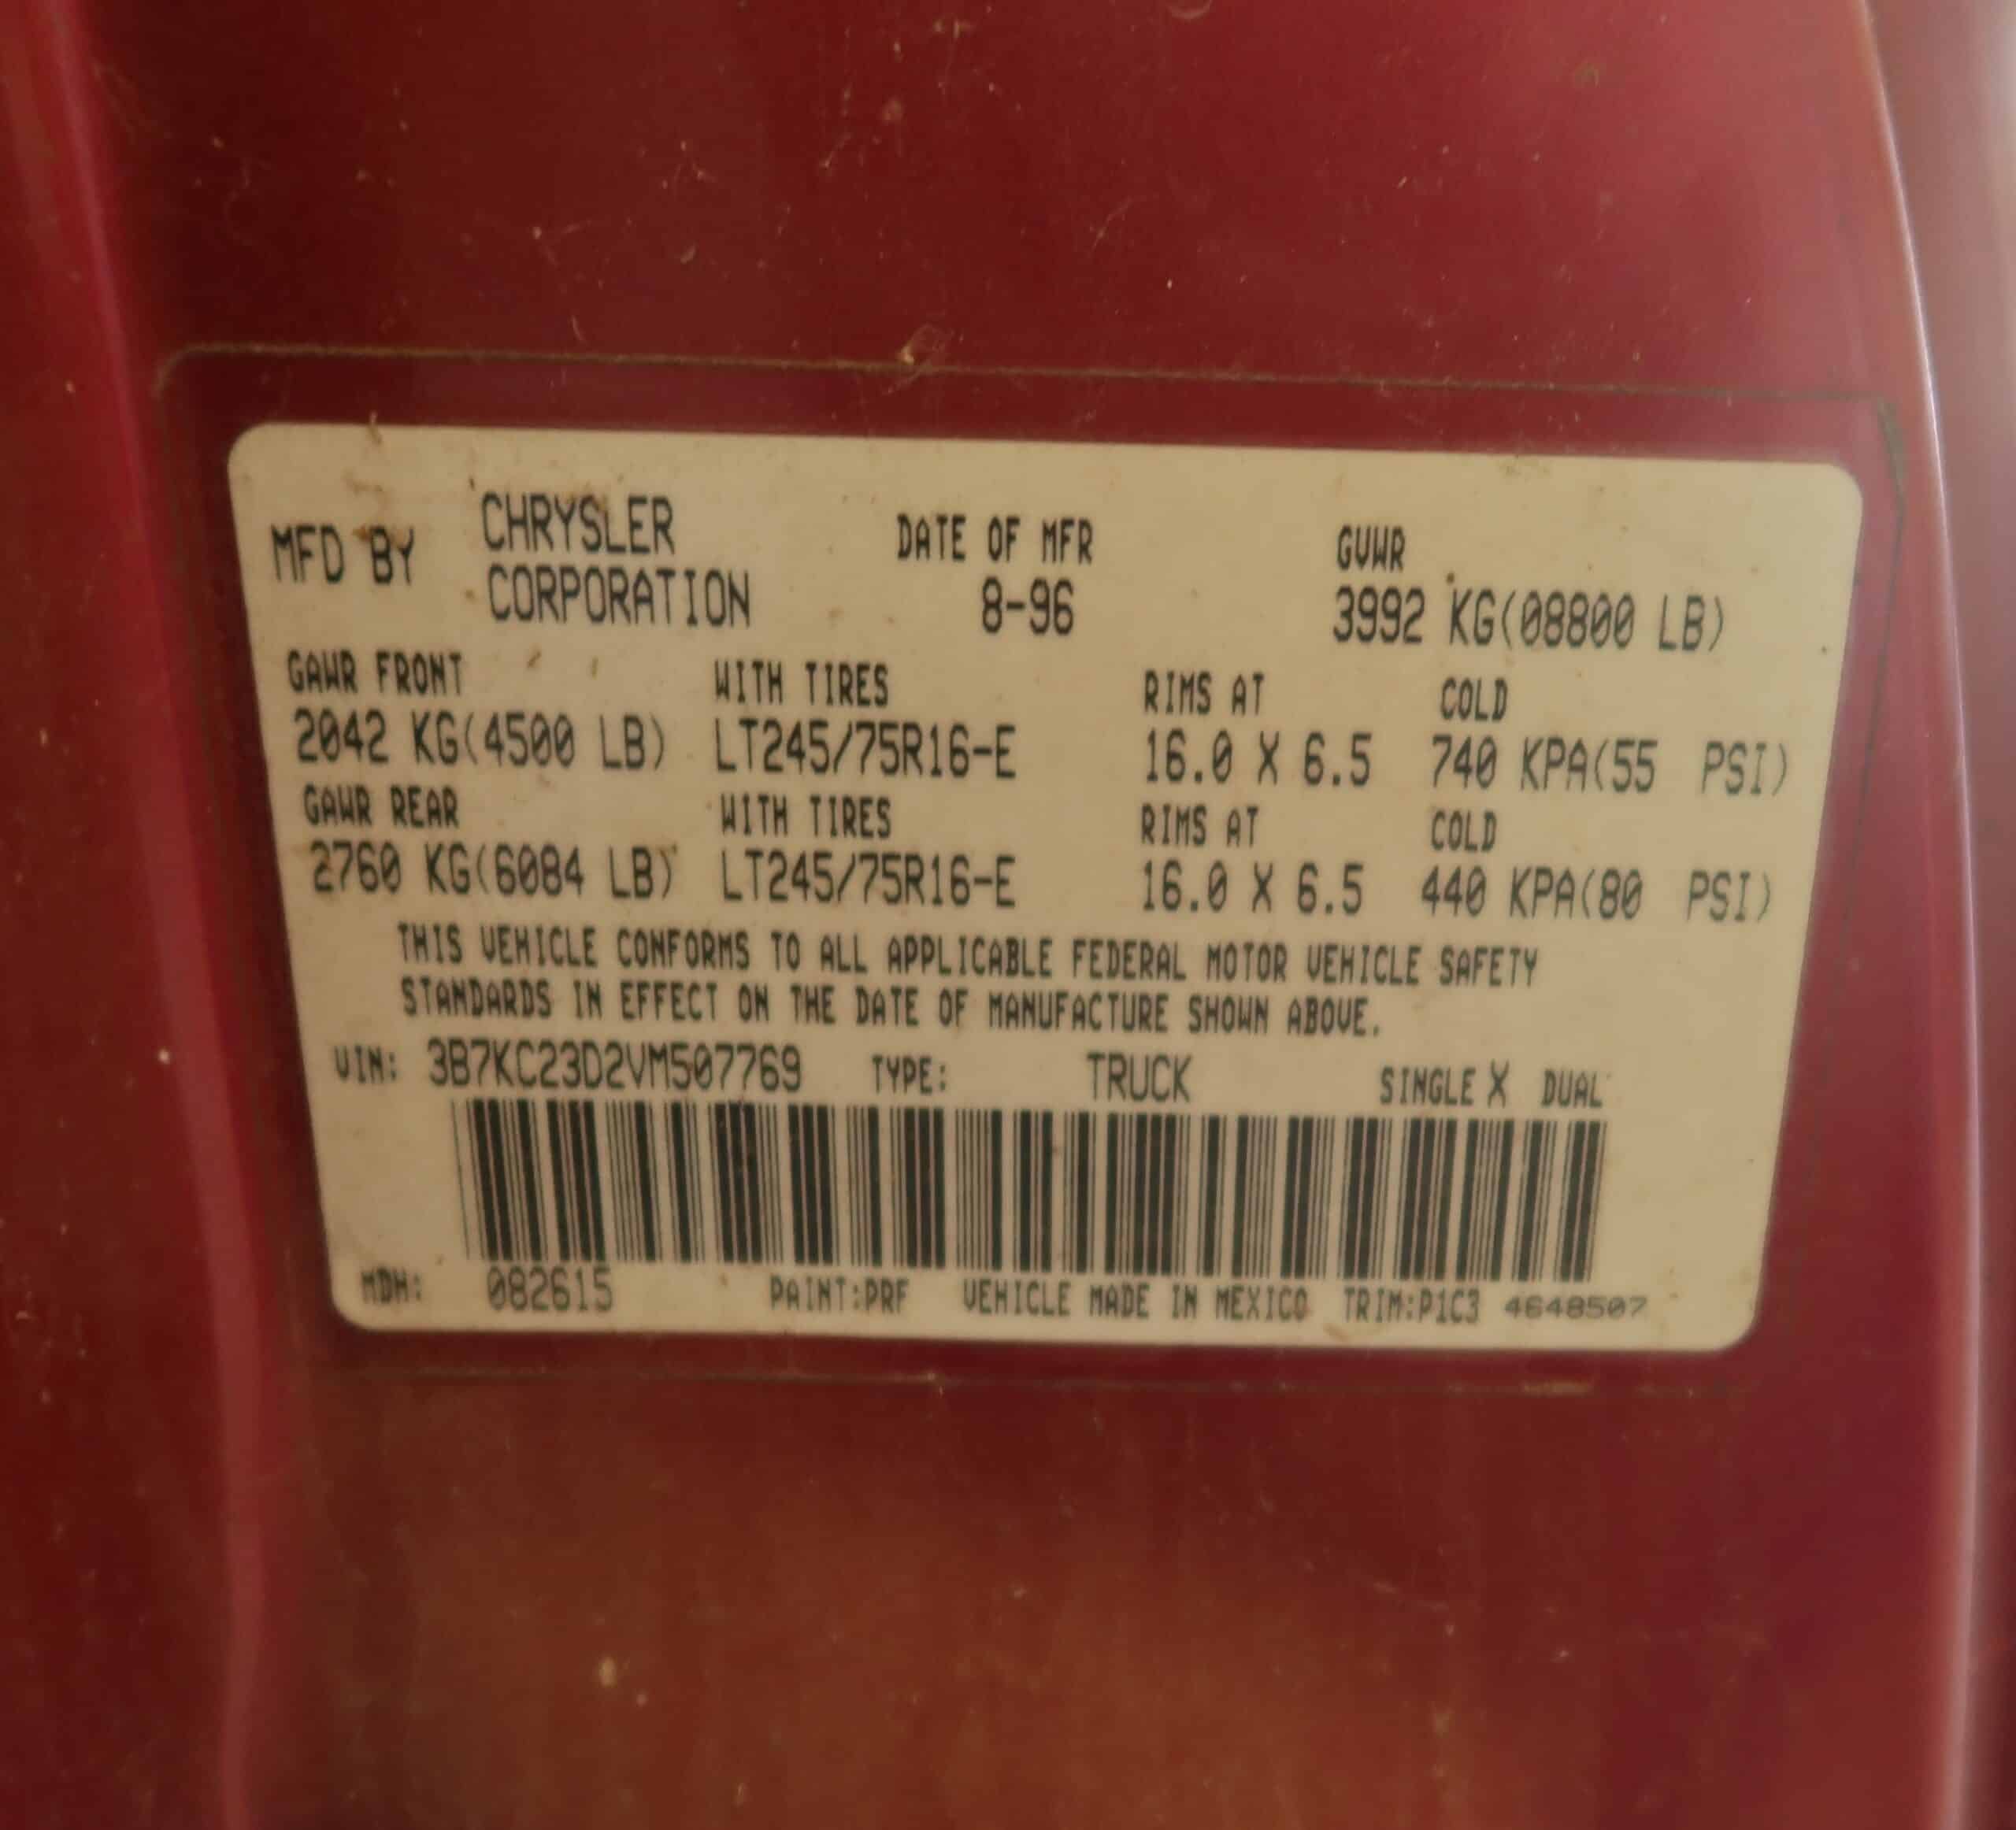 MFD BY CHRYSLER CORPORATION DATE OF MFR 8-96 GVWR 3992 KG(08800 LB)
GAWR FRONT WITH TIRES RIMS AT COLD
2042 KG(4500 LB) LT245/75R16-E 16.0 X 6.5 740 KPA(55 PSI)
GAWR REAR WITH TIRES RIMS AT COLD
2760 KG(6084 LB) LT245/75R16-E 16.0 X 6.5 440 KPA(80 PSI)
THIS VEHICLE CONFORMS TO ALL APPLICABLE FEDERAL MOTOR VEHICLE SAFETY
STANDARDS IN EFFECT ON THE DATE OF MANUFACTURE SHOWN ABOVE.
VIN: 3B7KC23D2VM507769 TYPE: TRUCK SINGLE X DUAL
MDH: 082615 PAINT:PRF VEHICLE MADE IN MEXICO TRIM:P1C3 4648507